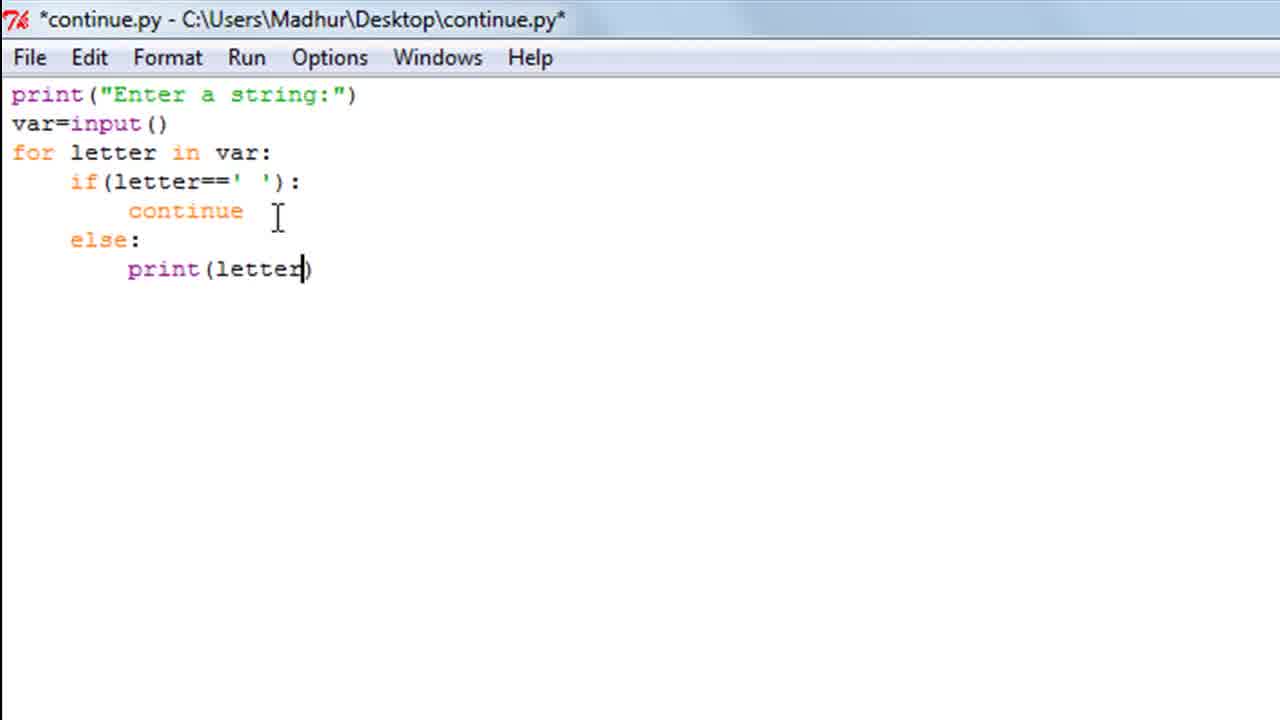 *continue.py - C:\Users\Madhur\Desktop\continue.py*
File Edit Format Run Options Windows Help
print("Enter a string:")
var=input()
for letter in var:
    if(letter==' '):
        continue
    else:
        print(letter)